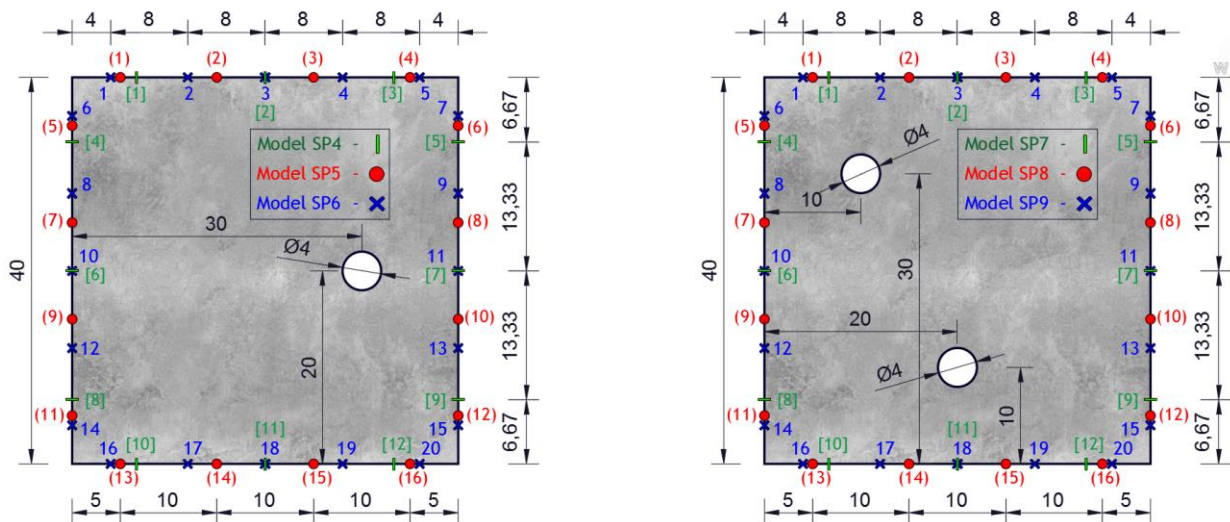 4 8 8 8 8 4
(1) (2) (3) (4)
1 [1] 2 3 [2] 4 [3] 5
6 7
(5) (6)
[4] [5]
Model SP4 -
Model SP5 -
Model SP6 -
8 9
(7) (8)
30
Ø4
10 11
[6] [7]
40
20
(9) (10)
12 13
[8] [9]
(11) (12)
14 15
16 [10] 17 [11] 18 19 [12] 20
(13) (14) (15) (16)
5 10 10 10 5
6,67
13,33
13,33
6,67
4 8 8 8 8 4
(1) (2) (3) (4)
1 [1] 2 3 [2] 4 [3] 5
6 7
(5) (6)
[4] [5]
Ø4
Model SP7 -
Model SP8 -
Model SP9 -
8 9
(7) (8)
10
30
10 11
[6] [7]
40
20
(9) (10)
12 13
Ø4
10
[8] [9]
(11) (12)
14 15
16 [10] 17 [11] 18 19 [12] 20
(13) (14) (15) (16)
5 10 10 10 5
W
6,67
13,33
13,33
6,67